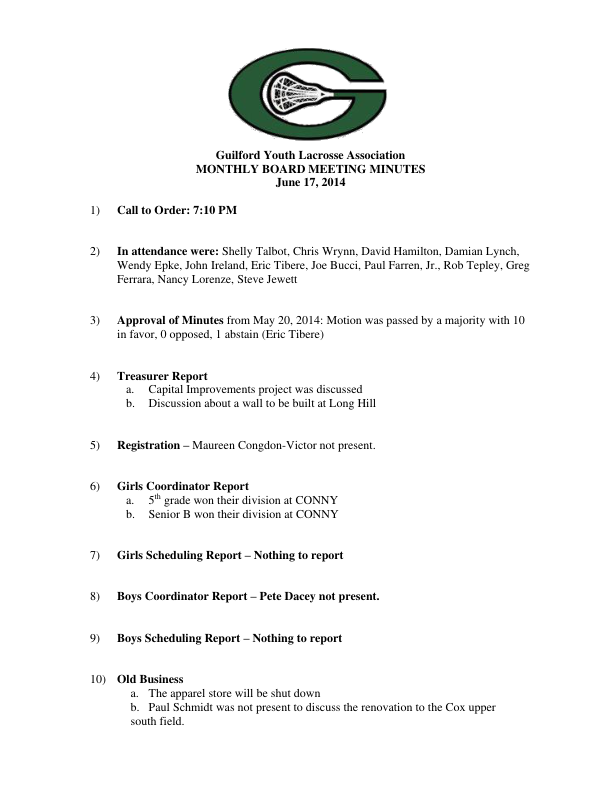 Guilford Youth Lacrosse Association
MONTHLY BOARD MEETING MINUTES
June 17, 2014
1) Call to Order: 7:10 PM
2) In attendance were: Shelly Talbot, Chris Wrynn, David Hamilton, Damian Lynch,
Wendy Epke, John Ireland, Eric Tibere, Joe Bucci, Paul Farren, Jr., Rob Tepley, Greg
Ferrara, Nancy Lorenze, Steve Jewett
3) Approval of Minutes from May 20, 2014: Motion was passed by a majority with 10
in favor, 0 opposed, 1 abstain (Eric Tibere)
4) Treasurer Report
a. Capital Improvements project was discussed
b. Discussion about a wall to be built at Long Hill
5) Registration – Maureen Congdon-Victor not present.
6) Girls Coordinator Report
a. 5th grade won their division at CONNY
b. Senior B won their division at CONNY
7) Girls Scheduling Report – Nothing to report
8) Boys Coordinator Report – Pete Dacey not present.
9) Boys Scheduling Report – Nothing to report
10) Old Business
a. The apparel store will be shut down
b. Paul Schmidt was not present to discuss the renovation to the Cox upper
south field.